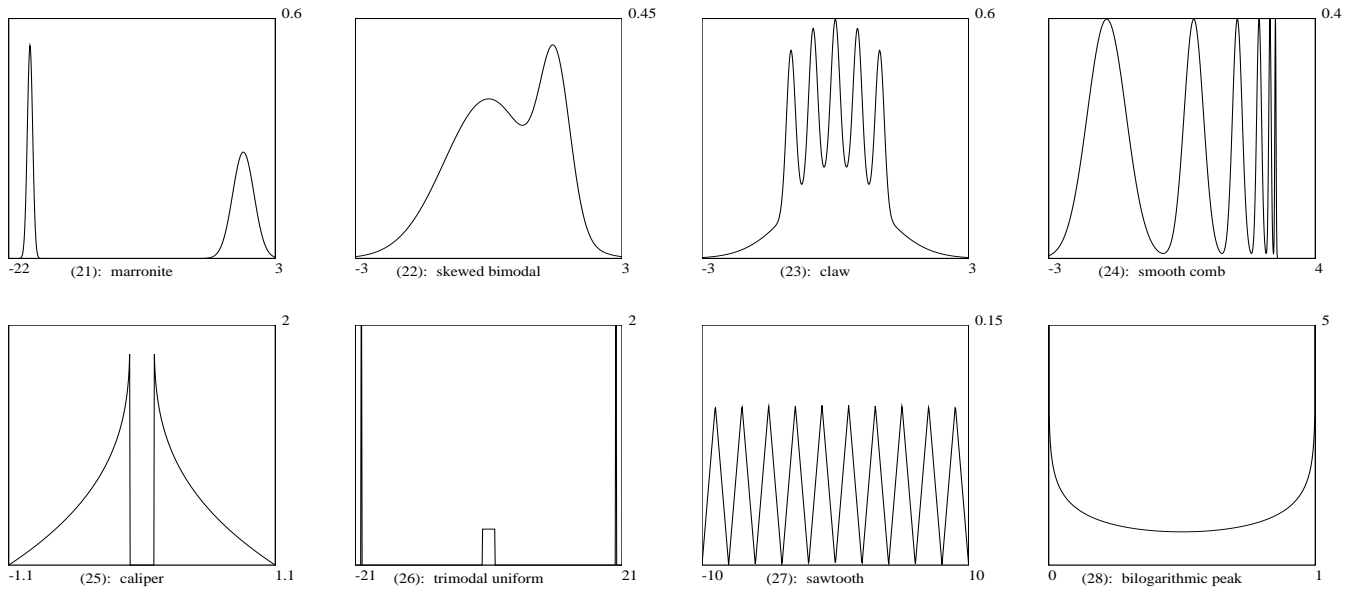 0.6 0.45 0.6 0.4
-22 (21): marronite 3 -3 (22): skewed bimodal 3 -3 (23): claw 3 -3 (24): smooth comb 4
2 2 0.15 5
-1.1 (25): caliper 1.1 -21 (26): trimodal uniform 21 -10 (27): sawtooth 10 0 (28): bilogarithmic peak 1